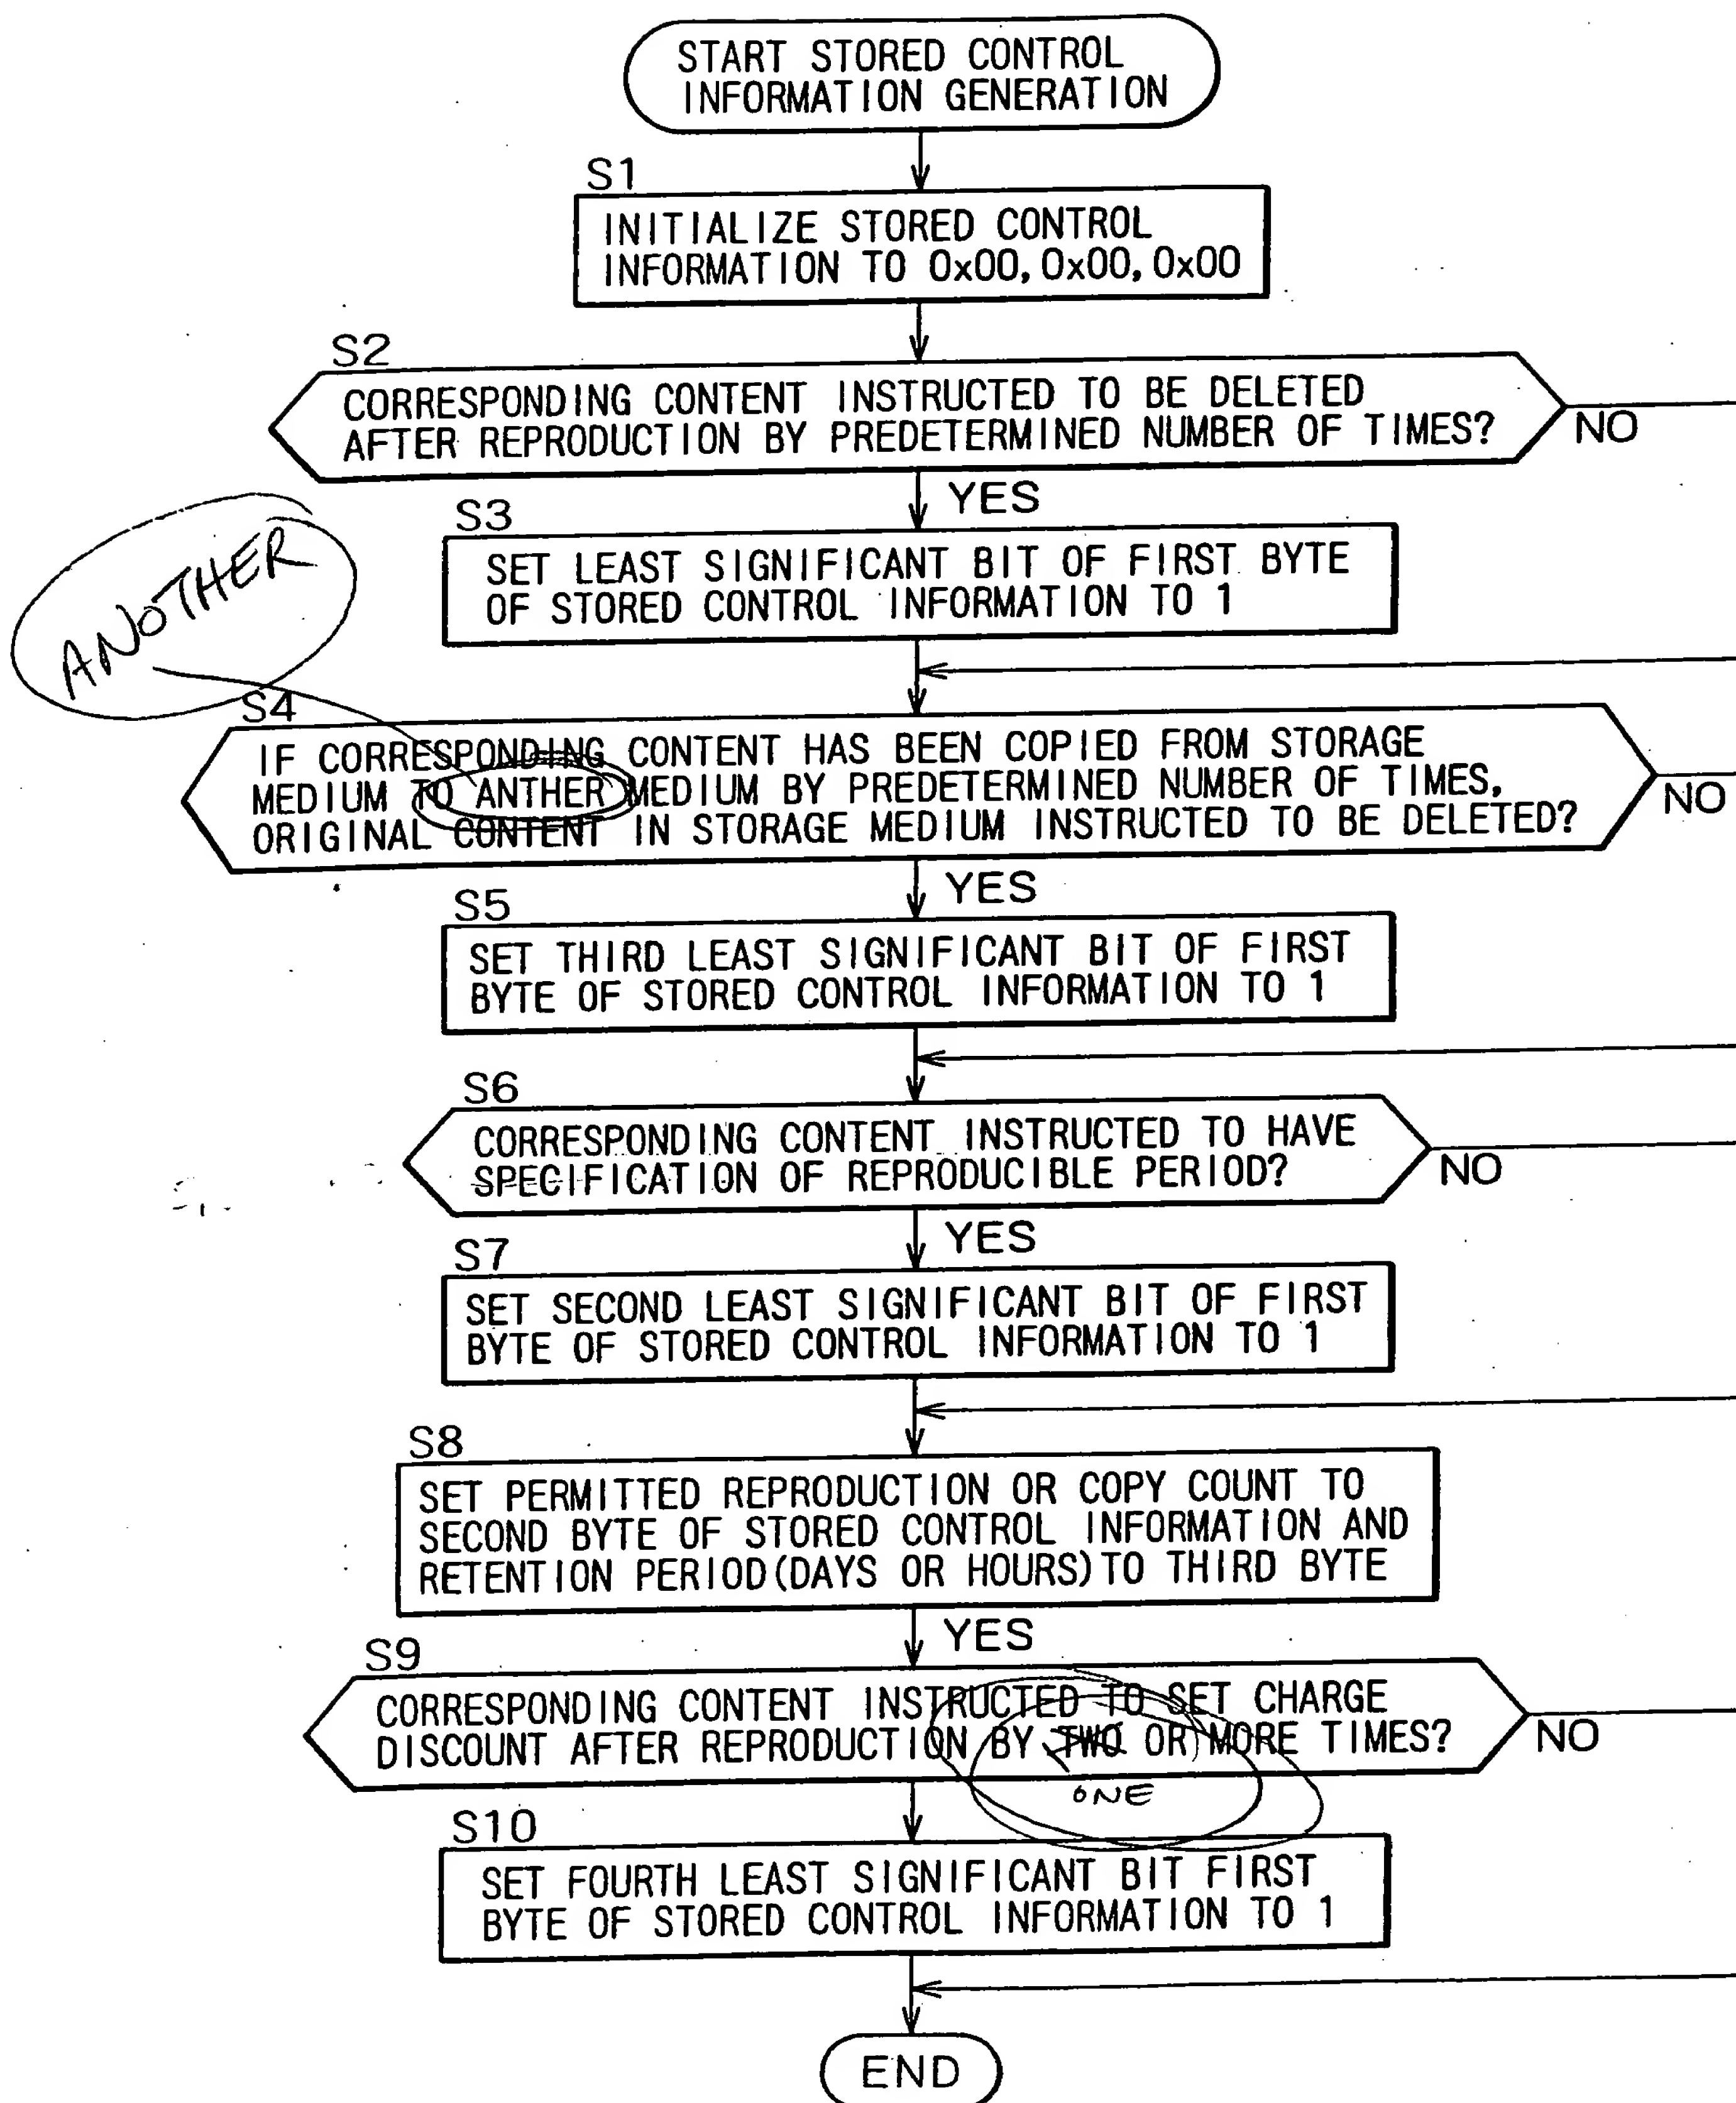 START STORED CONTROL
INFORMATION GENERATION
S1
INITIALIZE STORED CONTROL
INFORMATION TO 0x00, 0x00, 0x00
S2
CORRESPONDING CONTENT INSTRUCTED TO BE DELETED
AFTER REPRODUCTION BY PREDETERMINED NUMBER OF TIMES?
NO
YES
S3
SET LEAST SIGNIFICANT BIT OF FIRST BYTE
OF STORED CONTROL INFORMATION TO 1
ANOTHER
S4
IF CORRESPONDING CONTENT HAS BEEN COPIED FROM STORAGE
MEDIUM TO ANTHER MEDIUM BY PREDETERMINED NUMBER OF TIMES,
ORIGINAL CONTENT IN STORAGE MEDIUM INSTRUCTED TO BE DELETED?
NO
YES
S5
SET THIRD LEAST SIGNIFICANT BIT OF FIRST
BYTE OF STORED CONTROL INFORMATION TO 1
S6
CORRESPONDING CONTENT INSTRUCTED TO HAVE
SPECIFICATION OF REPRODUCIBLE PERIOD?
NO
YES
S7
SET SECOND LEAST SIGNIFICANT BIT OF FIRST
BYTE OF STORED CONTROL INFORMATION TO 1
S8
SET PERMITTED REPRODUCTION OR COPY COUNT TO
SECOND BYTE OF STORED CONTROL INFORMATION AND
RETENTION PERIOD(DAYS OR HOURS)TO THIRD BYTE
YES
S9
CORRESPONDING CONTENT INSTRUCTED TO SET CHARGE
DISCOUNT AFTER REPRODUCTION BY TWO OR MORE TIMES?
NO
ONE
S10
SET FOURTH LEAST SIGNIFICANT BIT FIRST
BYTE OF STORED CONTROL INFORMATION TO 1
END